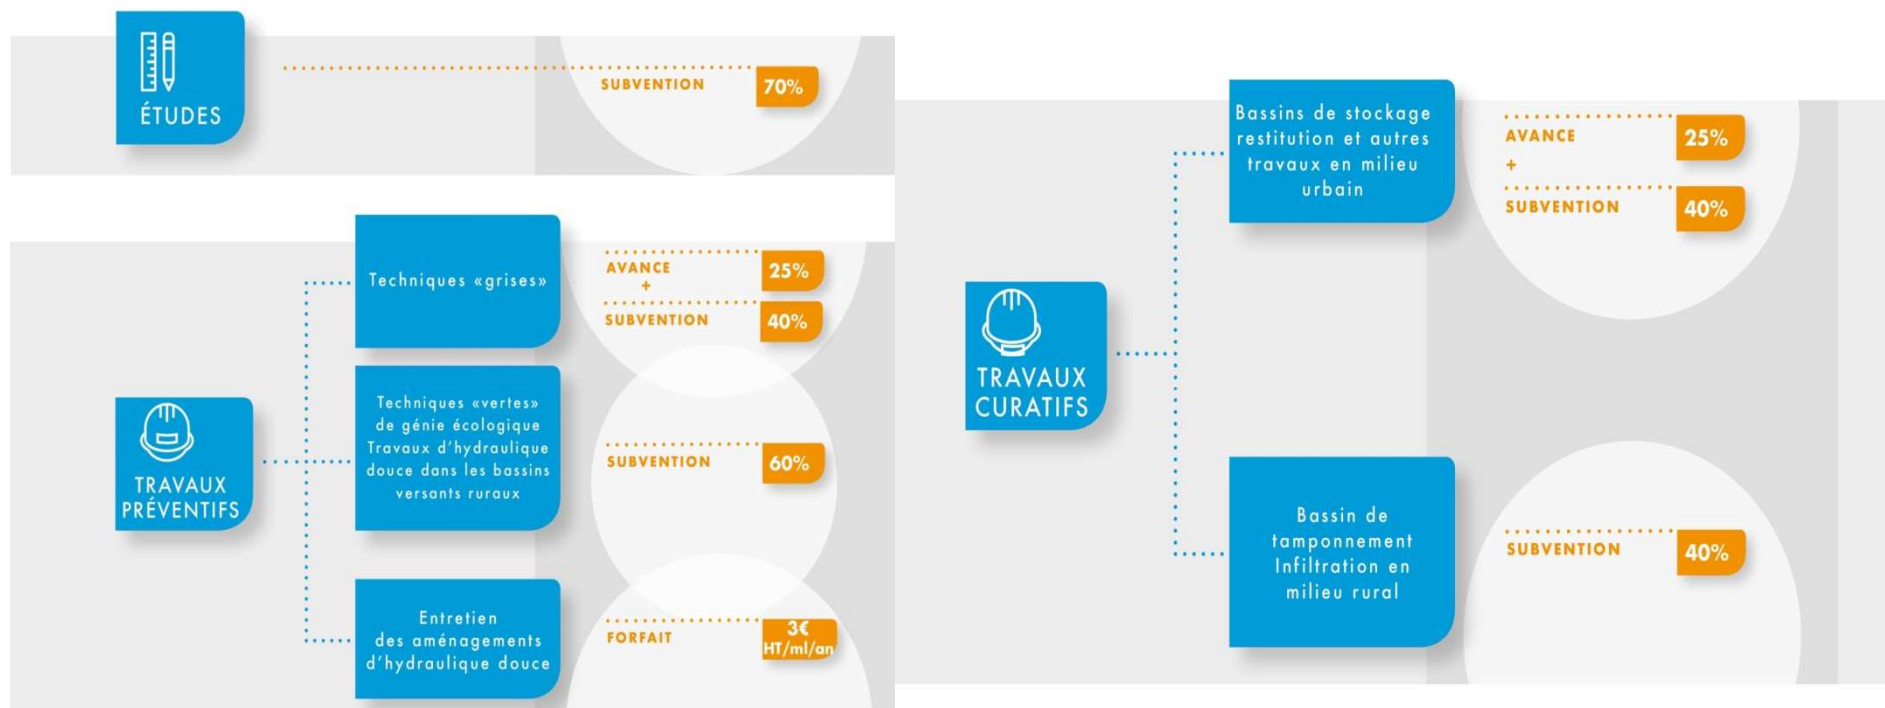 ÉTUDES
SUBVENTION 70%
TRAVAUX
PRÉVENTIFS
Techniques «grises»
AVANCE 25%
+
SUBVENTION 40%
Techniques «vertes»
de génie écologique
Travaux d'hydraulique
douce dans les bassins
versants ruraux
SUBVENTION 60%
Entretien
des aménagements
d'hydraulique douce
FORFAIT 3€
HT/ml/an
TRAVAUX
CURATIFS
Bassins de stockage
restitution et autres
travaux en milieu
urbain
AVANCE 25%
+
SUBVENTION 40%
Bassin de
tamponnement
Infiltration en
milieu rural
SUBVENTION 40%